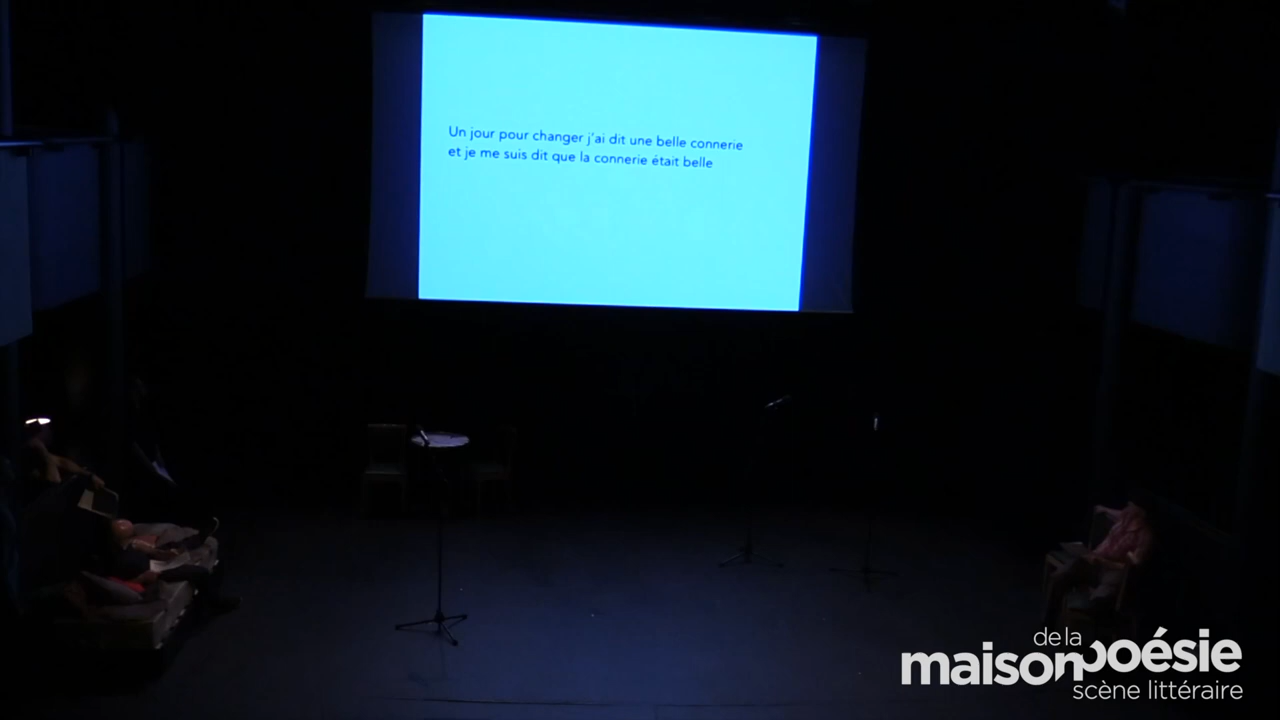 Un jour pour changer j'ai dit une belle connerie
et je me suis dit que la connerie était belle
de la
maison poésie
scène littéraire